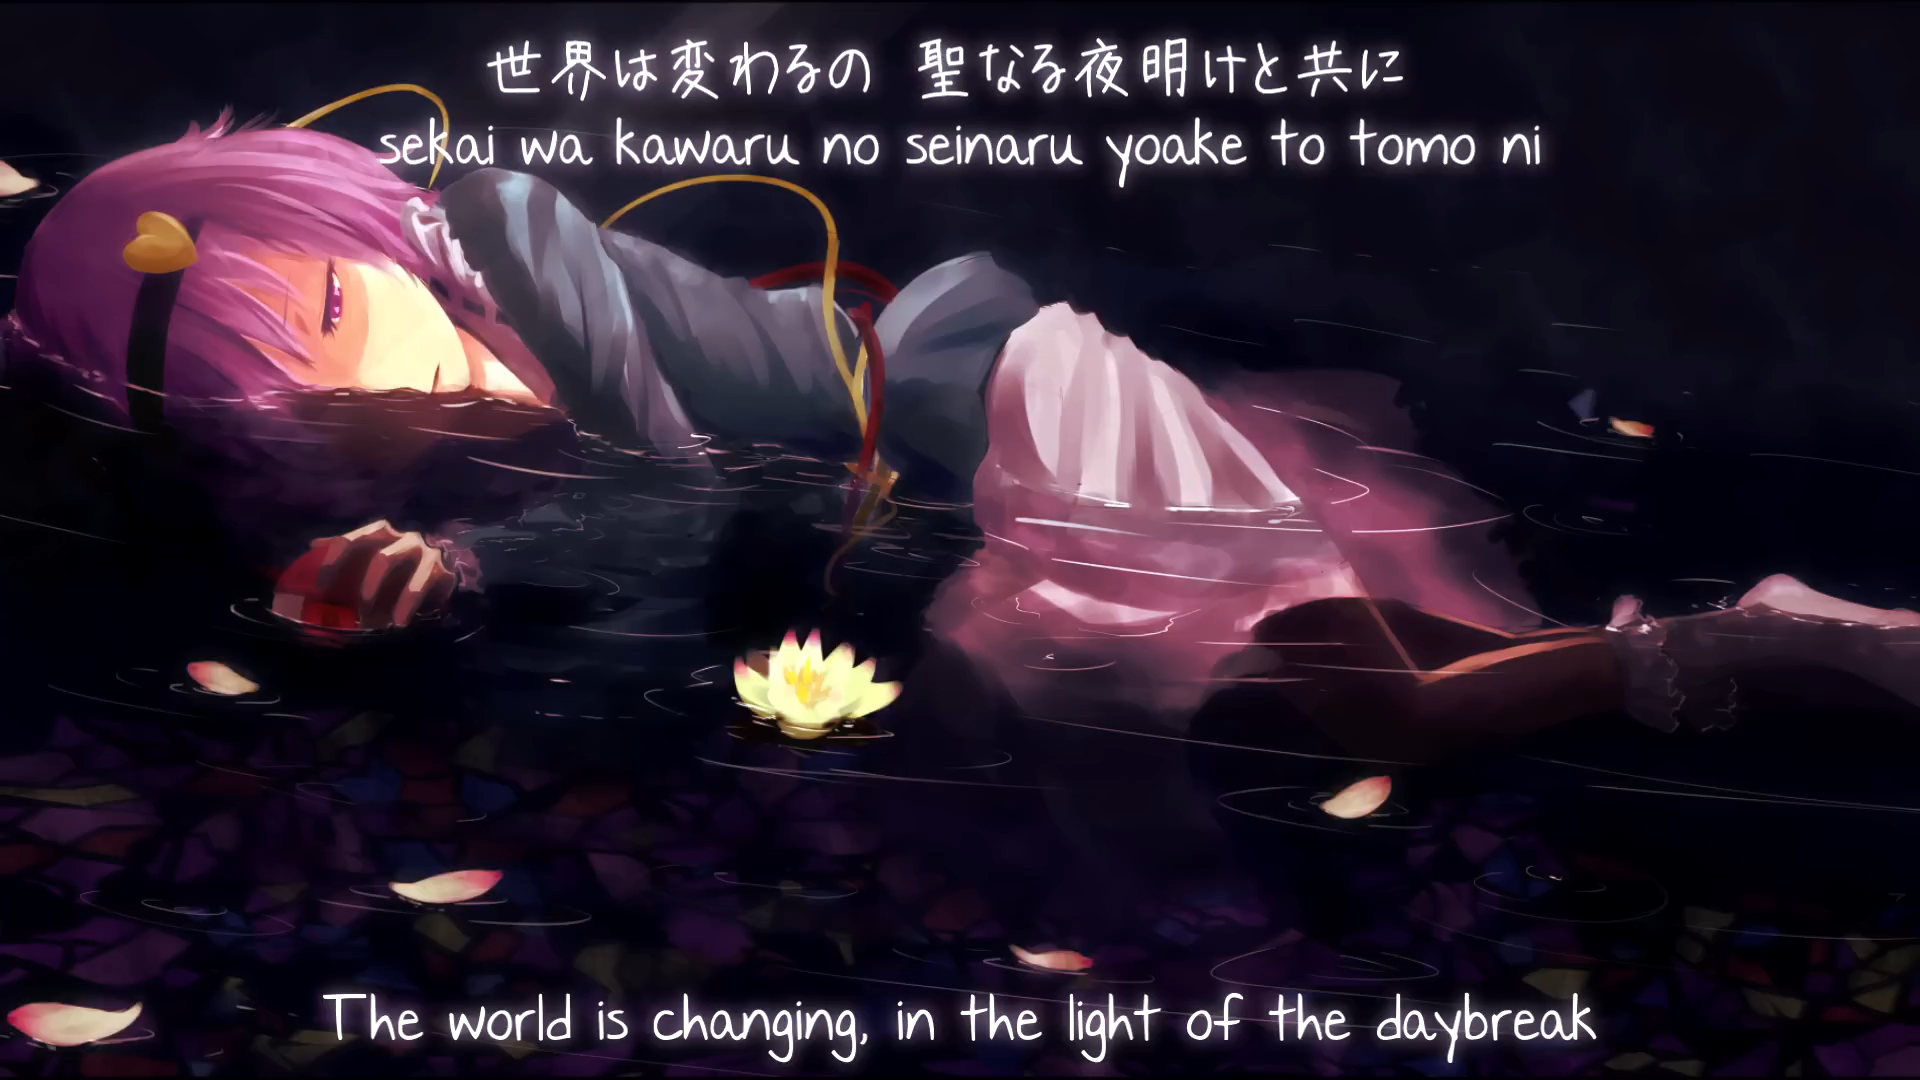 世界は変わるの 聖なる夜明けと共に
sekai wa kawaru no seinaru yoake to tomo ni
The world is changing, in the light of the daybreak